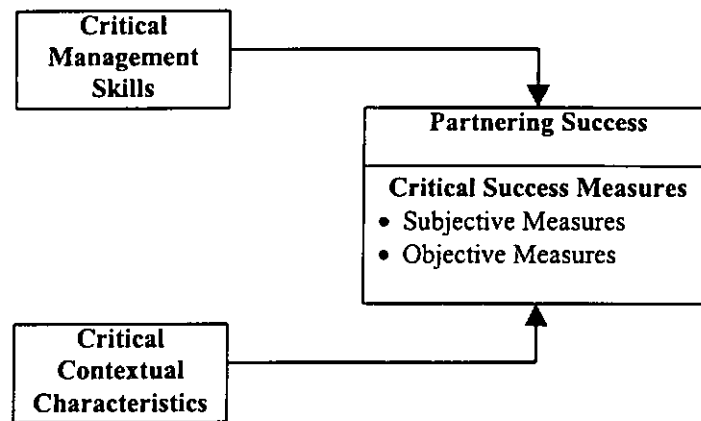 Critical
Management
Skills
Partnering Success
Critical Success Measures
• Subjective Measures
• Objective Measures
Critical
Contextual
Characteristics